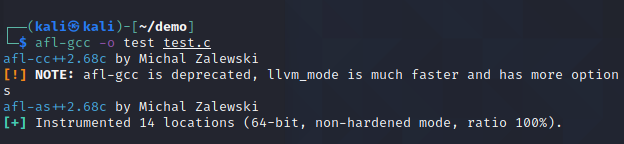 ┌──(kali㉿kali)-[~/demo]
└─$ afl-gcc -o test test.c
afl-cc++2.68c by Michal Zalewski
[!] NOTE: afl-gcc is deprecated, llvm_mode is much faster and has more option
s
afl-as++2.68c by Michal Zalewski
[+] Instrumented 14 locations (64-bit, non-hardened mode, ratio 100%).